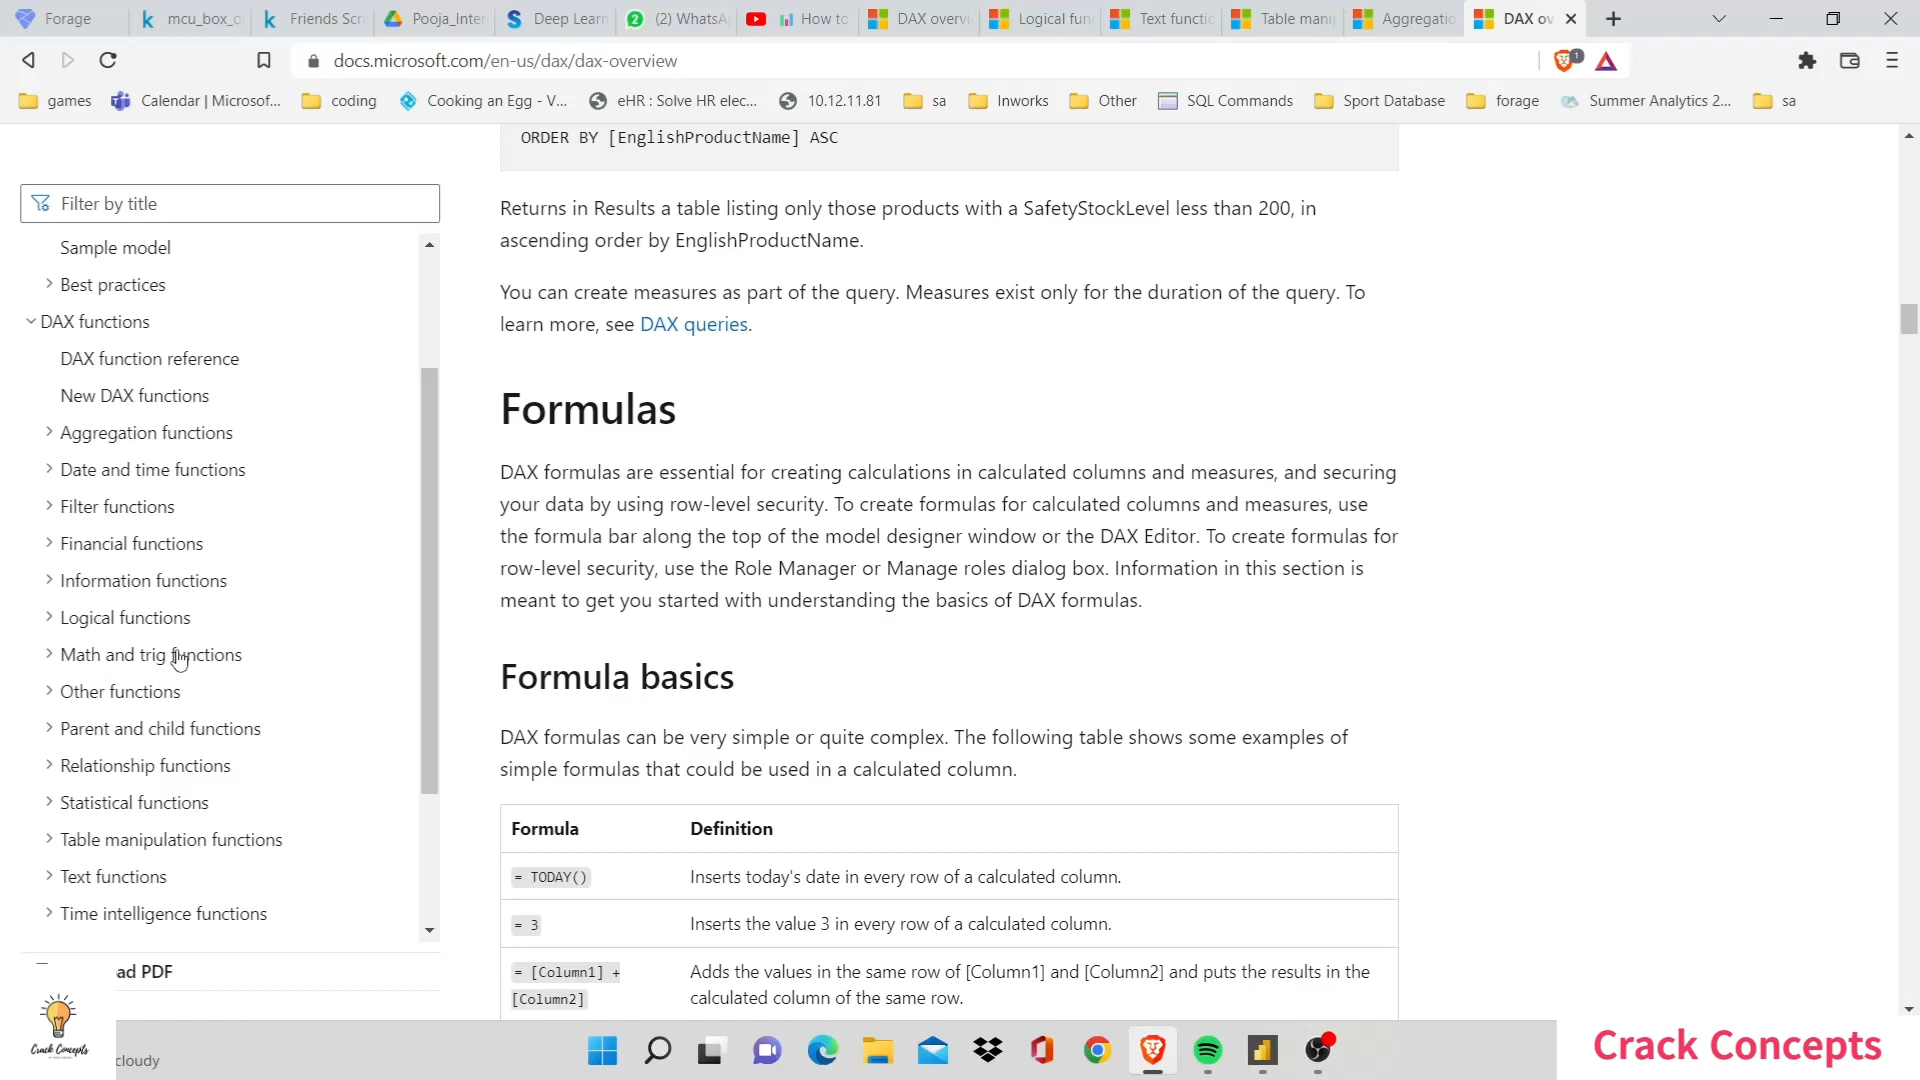 Forage
mcu_box_o
Friends Scri
Pooja_Inter
Deep Learn
(2) WhatsA
How to
DAX overvi
Logical fun
Text functio
Table mani
Aggregatio
DAX ov
docs.microsoft.com/en-us/dax/dax-overview
1
games
Calendar | Microsof...
coding
Cooking an Egg - V...
eHR : Solve HR elec...
10.12.11.81
sa
Inworks
Other
SQL Commands
Sport Database
forage
Summer Analytics 2...
sa
Filter by title
Sample model
Best practices
DAX functions
DAX function reference
New DAX functions
Aggregation functions
Date and time functions
Filter functions
Financial functions
Information functions
Logical functions
Math and trig functions
Other functions
Parent and child functions
Relationship functions
Statistical functions
Table manipulation functions
Text functions
Time intelligence functions
ad PDF
ORDER BY [EnglishProductName] ASC
Returns in Results a table listing only those products with a SafetyStockLevel less than 200, in
ascending order by EnglishProductName.
You can create measures as part of the query. Measures exist only for the duration of the query. To
learn more, see DAX queries.
Formulas
DAX formulas are essential for creating calculations in calculated columns and measures, and securing
your data by using row-level security. To create formulas for calculated columns and measures, use
the formula bar along the top of the model designer window or the DAX Editor. To create formulas for
row-level security, use the Role Manager or Manage roles dialog box. Information in this section is
meant to get you started with understanding the basics of DAX formulas.
Formula basics
DAX formulas can be very simple or quite complex. The following table shows some examples of
simple formulas that could be used in a calculated column.
Formula Definition
= TODAY() Inserts today's date in every row of a calculated column.
= 3 Inserts the value 3 in every row of a calculated column.
= [Column1] + Adds the values in the same row of [Column1] and [Column2] and puts the results in the
[Column2] calculated column of the same row.
Crack Concepts
cloudy
Crack Concepts